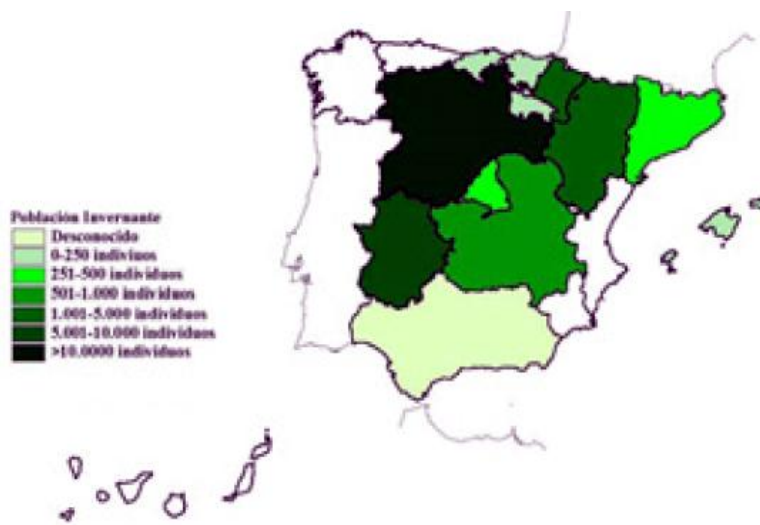 Población Invernante
Desconocido
0-250 indiviuos
251-500 individuos
501-1.000 individuos
1.001-5.000 individuos
5.001-10.000 individuos
>10.0000 individuos